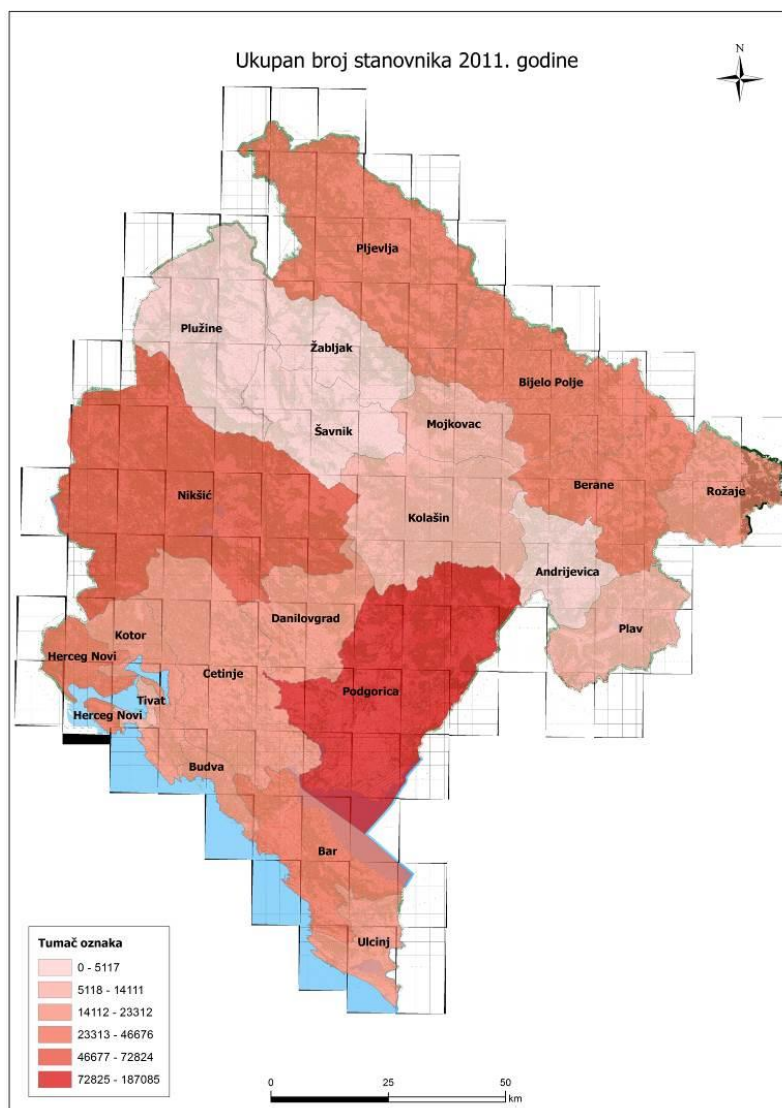 Ukupan broj stanovnika 2011. godine
N
Pljevlja
Plužine
Žabljak
Bijelo Polje
Mojkovac
Šavnik
Berane
Rožaje
Nikšić
Kolašin
Andrijevica
Danilovgrad
Plav
Kotor
Herceg Novi
Cetinje
Podgorica
Tivat
Herceg Novi
Budva
Bar
Ulcinj
Tumač oznaka
0 - 5117
5118 - 14111
14112 - 23312
23313 - 46676
46677 - 72824
72825 - 187085
0 25 50
km